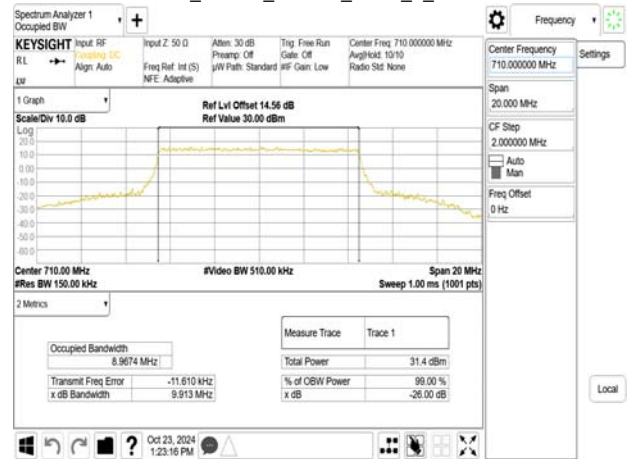 Spectrum Analyzer 1
Occupied BW
+
Frequency
KEYSIGHT
RL
Input: RF
Coupling: DC
Align: Auto
Input Z: 50 Ω
Freq Ref: Int (S)
NFE: Adaptive
Atten: 30 dB
Preamp: Off
µW Path: Standard
Trig: Free Run
Gate: Off
#IF Gain: Low
Center Freq: 710.000000 MHz
Avg|Hold: 10/10
Radio Std: None
Center Frequency
710.000000 MHz
Settings
Span
20.000 MHz
CF Step
2.000000 MHz
Auto
Man
Freq Offset
0 Hz
Local
1 Graph
Scale/Div 10.0 dB
Ref Lvl Offset 14.56 dB
Ref Value 30.00 dBm
Log
20.0
10.0
0.00
-10.0
-20.0
-30.0
-40.0
-50.0
-60.0
Center 710.00 MHz
#Video BW 510.00 kHz
Span 20 MHz
#Res BW 150.00 kHz
Sweep 1.00 ms (1001 pts)
2 Metrics
Measure Trace Trace 1
Occupied Bandwidth
8.9674 MHz
Total Power 31.4 dBm
Transmit Freq Error -11.610 kHz
% of OBW Power 99.00 %
x dB Bandwidth 9.913 MHz
x dB -26.00 dB
?
Oct 23, 2024
1:23:16 PM